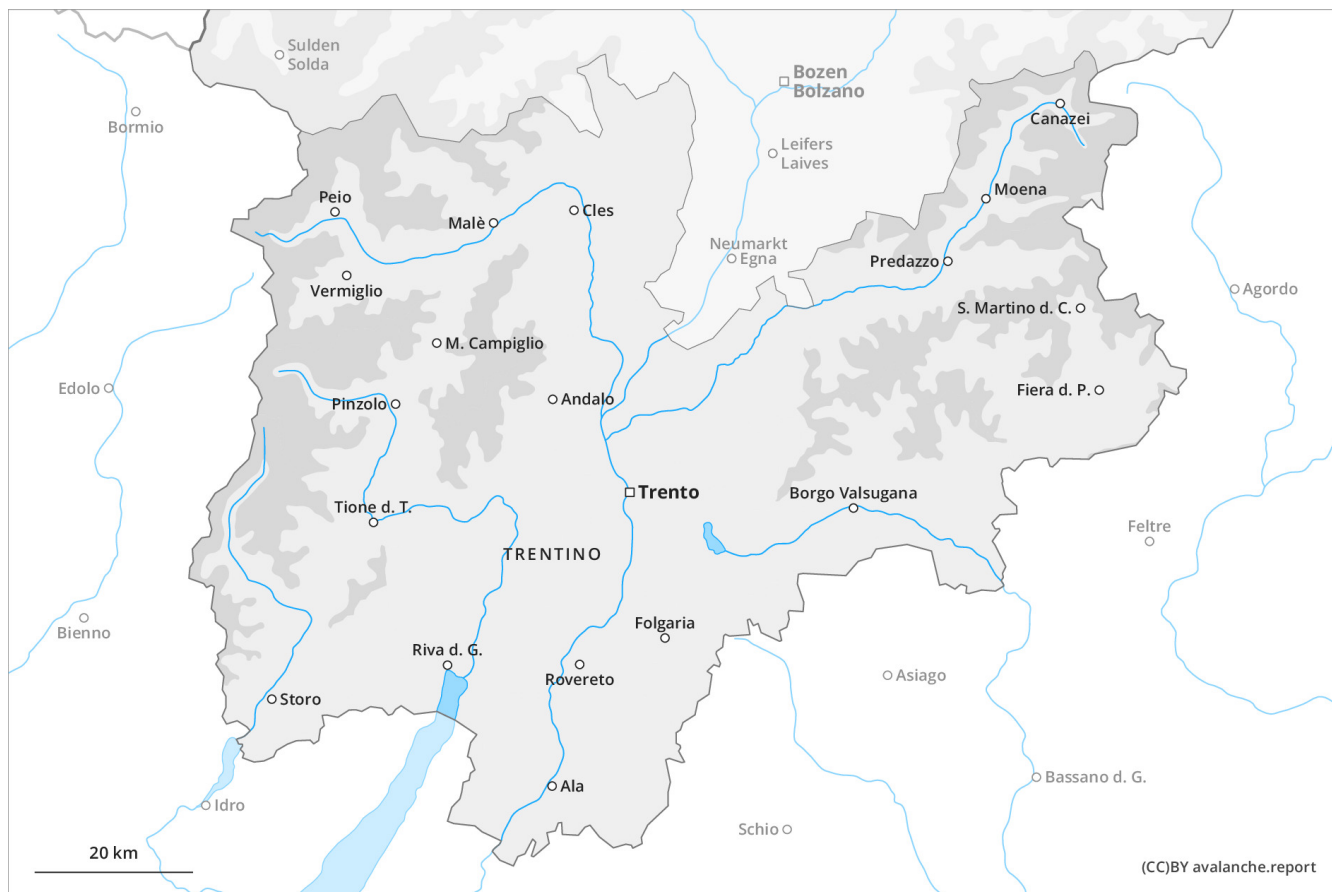 Sulden
Solda
Bozen
Bolzano
Bormio
Canazei
Leifers
Laives
Peio
Moena
Malè
Cles
Neumarkt
Egna
Predazzo
Vermiglio
Agordo
S. Martino d. C.
M. Campiglio
Edolo
Fiera d. P.
Pinzolo
Andalo
Trento
Borgo Valsugana
Tione d. T.
Feltre
TRENTINO
Bienno
Folgaria
Riva d. G.
Rovereto
Asiago
Storo
Bassano d. G.
Ala
Idro
Schio
20 km
(CC)BY avalanche.report